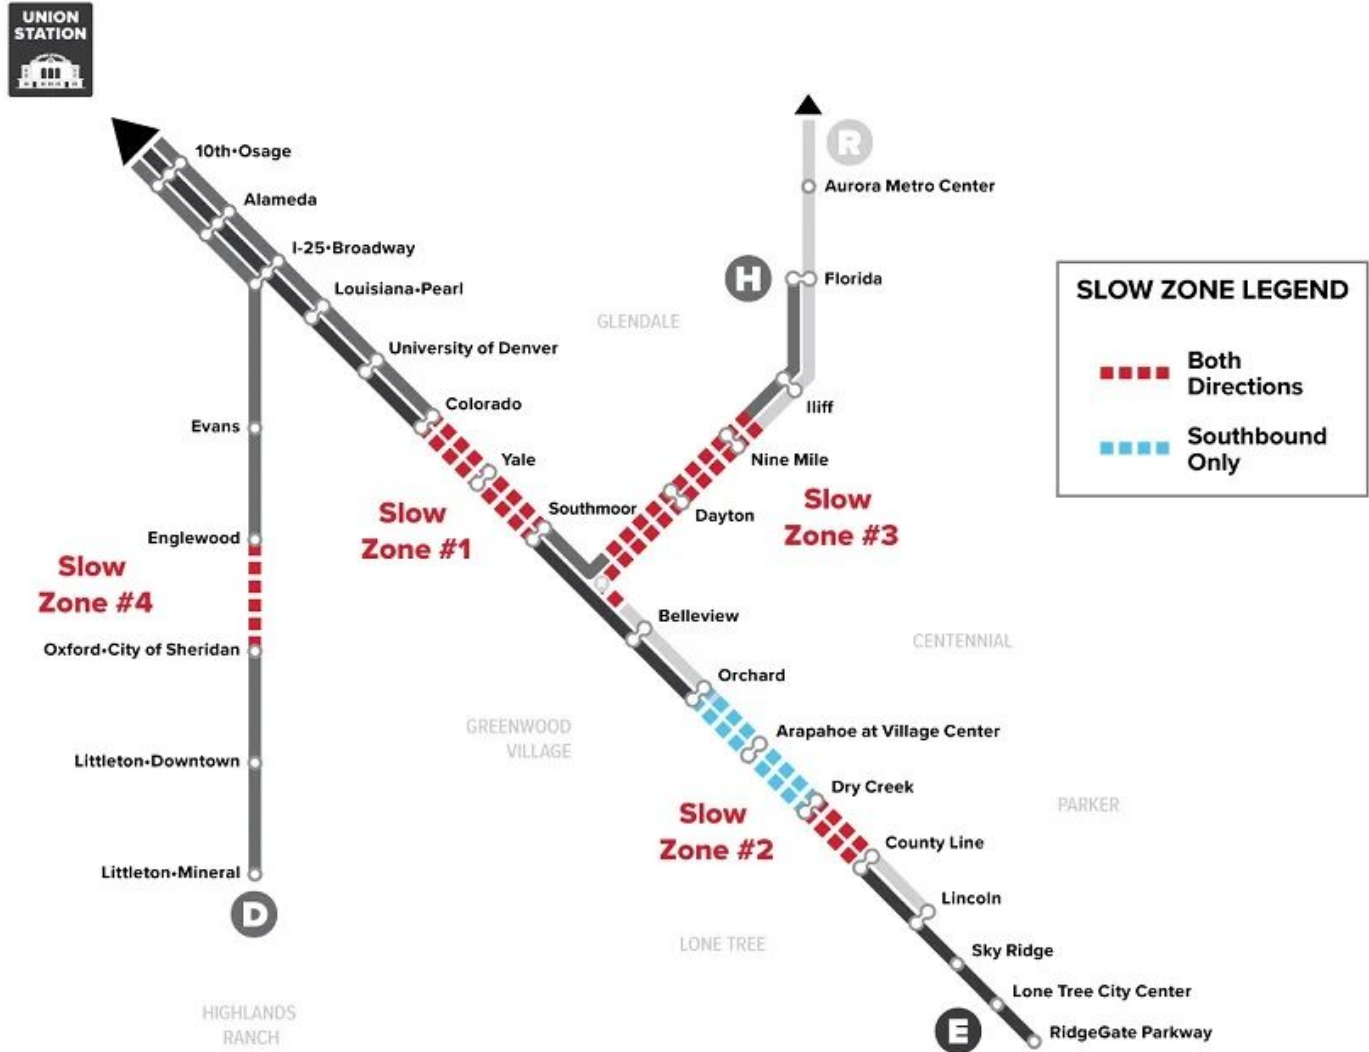 UNION
STATION
10th•Osage
Alameda
I-25•Broadway
Louisiana•Pearl
University of Denver
Colorado
Yale
Southmoor
Slow
Zone #1
Evans
Englewood
Slow
Zone #4
Oxford•City of Sheridan
Littleton•Downtown
Littleton•Mineral
D
HIGHLANDS
RANCH
GLENDALE
R
Aurora Metro Center
H
Florida
Iliff
Nine Mile
Dayton
Slow
Zone #3
Belleview
Orchard
CENTENNIAL
GREENWOOD
VILLAGE
Arapahoe at Village Center
Dry Creek
PARKER
Slow
Zone #2
County Line
Lincoln
LONE TREE
Sky Ridge
Lone Tree City Center
E
RidgeGate Parkway
SLOW ZONE LEGEND
Both
Directions
Southbound
Only